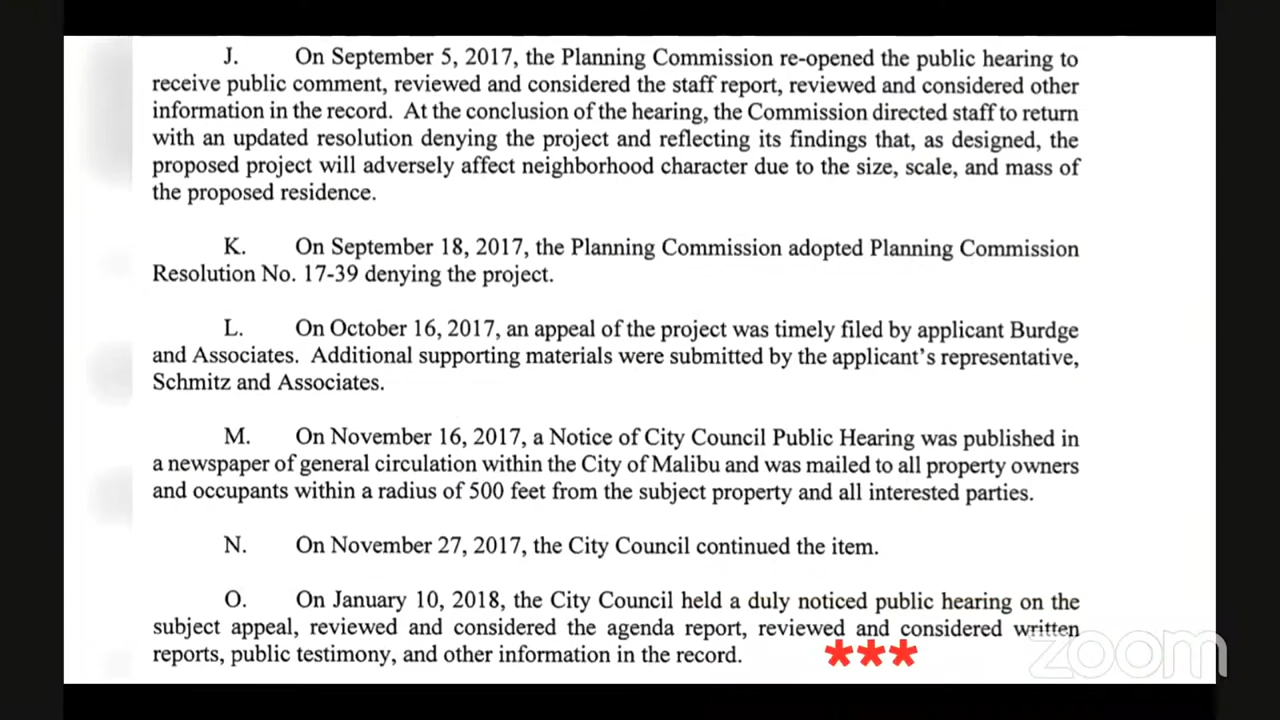 J. On September 5, 2017, the Planning Commission re-opened the public hearing to
receive public comment, reviewed and considered the staff report, reviewed and considered other
information in the record. At the conclusion of the hearing, the Commission directed staff to return
with an updated resolution denying the project and reflecting its findings that, as designed, the
proposed project will adversely affect neighborhood character due to the size, scale, and mass of
the proposed residence.
K. On September 18, 2017, the Planning Commission adopted Planning Commission
Resolution No. 17-39 denying the project.
L. On October 16, 2017, an appeal of the project was timely filed by applicant Burdge
and Associates. Additional supporting materials were submitted by the applicant's representative,
Schmitz and Associates.
M. On November 16, 2017, a Notice of City Council Public Hearing was published in
a newspaper of general circulation within the City of Malibu and was mailed to all property owners
and occupants within a radius of 500 feet from the subject property and all interested parties.
N. On November 27, 2017, the City Council continued the item.
O. On January 10, 2018, the City Council held a duly noticed public hearing on the
subject appeal, reviewed and considered the agenda report, reviewed and considered written
reports, public testimony, and other information in the record. ***
zoom